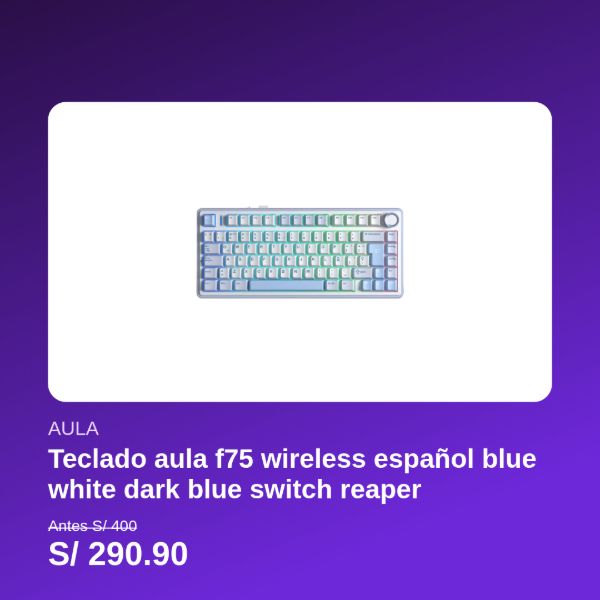 AULA
Teclado aula f75 wireless español blue
white dark blue switch reaper
Antes S/ 400
S/ 290.90